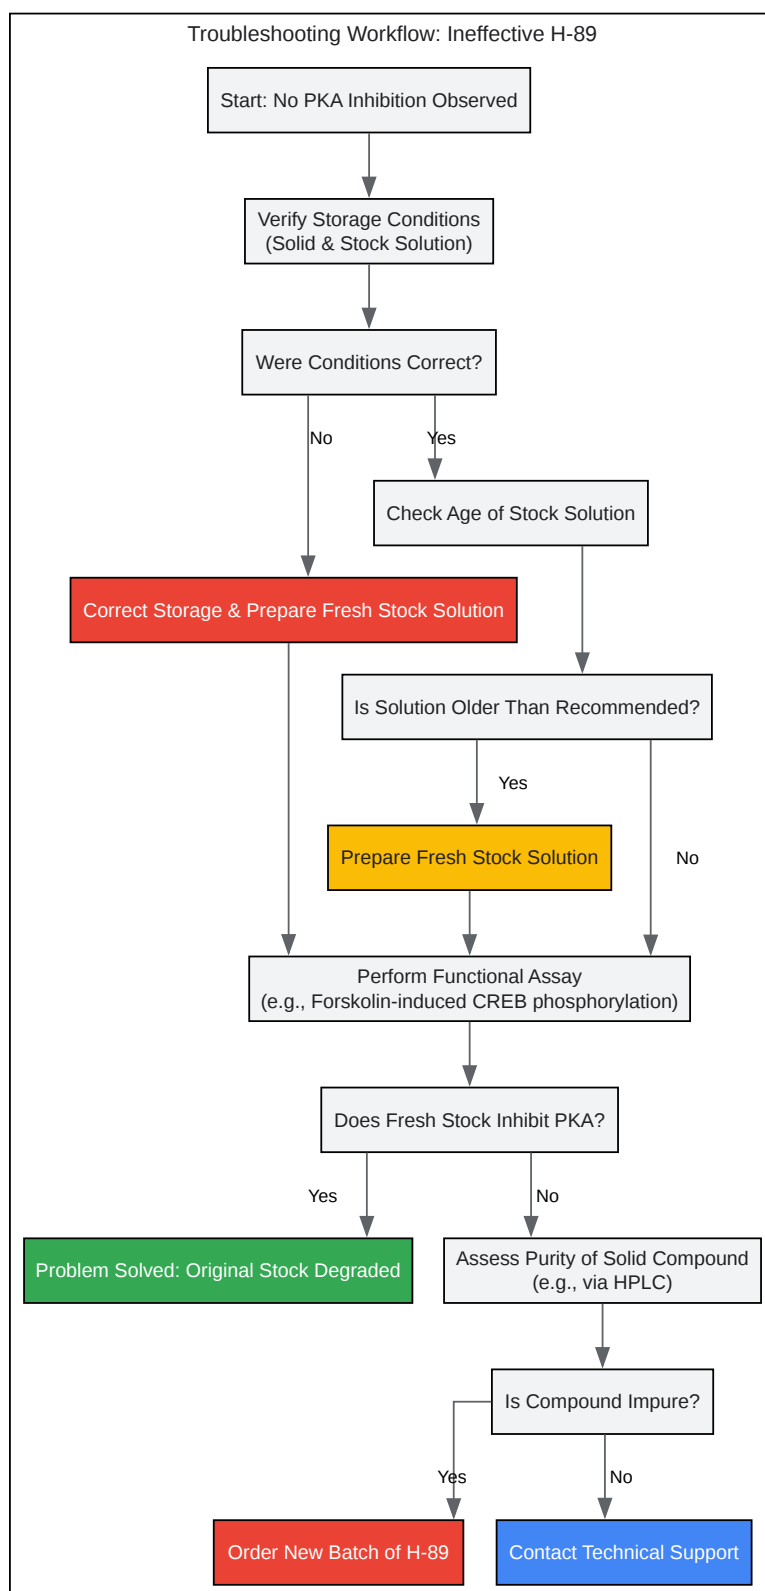 Troubleshooting Workflow: Ineffective H-89
Start: No PKA Inhibition Observed
Verify Storage Conditions
(Solid & Stock Solution)
Were Conditions Correct?
No
Yes
Check Age of Stock Solution
Correct Storage & Prepare Fresh Stock Solution
Is Solution Older Than Recommended?
Yes
Prepare Fresh Stock Solution
No
Perform Functional Assay
(e.g., Forskolin-induced CREB phosphorylation)
Does Fresh Stock Inhibit PKA?
Yes
No
Problem Solved: Original Stock Degraded
Assess Purity of Solid Compound
(e.g., via HPLC)
Is Compound Impure?
Yes
No
Order New Batch of H-89
Contact Technical Support